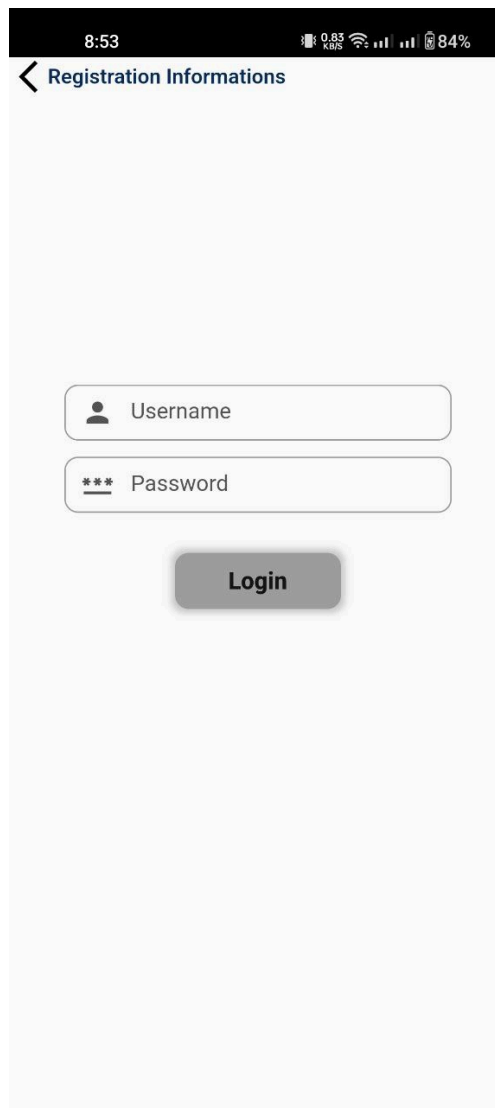 8:53 0.83 KB/S 84%
Registration Informations
Username
*** Password
Login